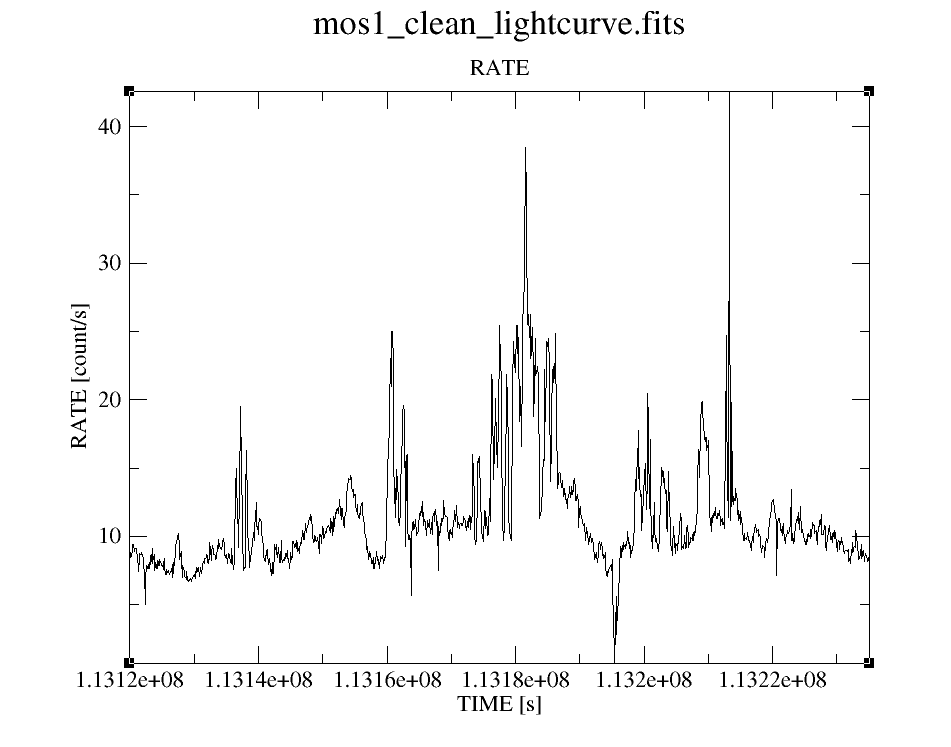 mos1_clean_lightcurve.fits
RATE
40
30
20
10
RATE [count/s]
1.1312e+08 1.1314e+08 1.1316e+08 1.1318e+08 1.132e+08 1.1322e+08
TIME [s]